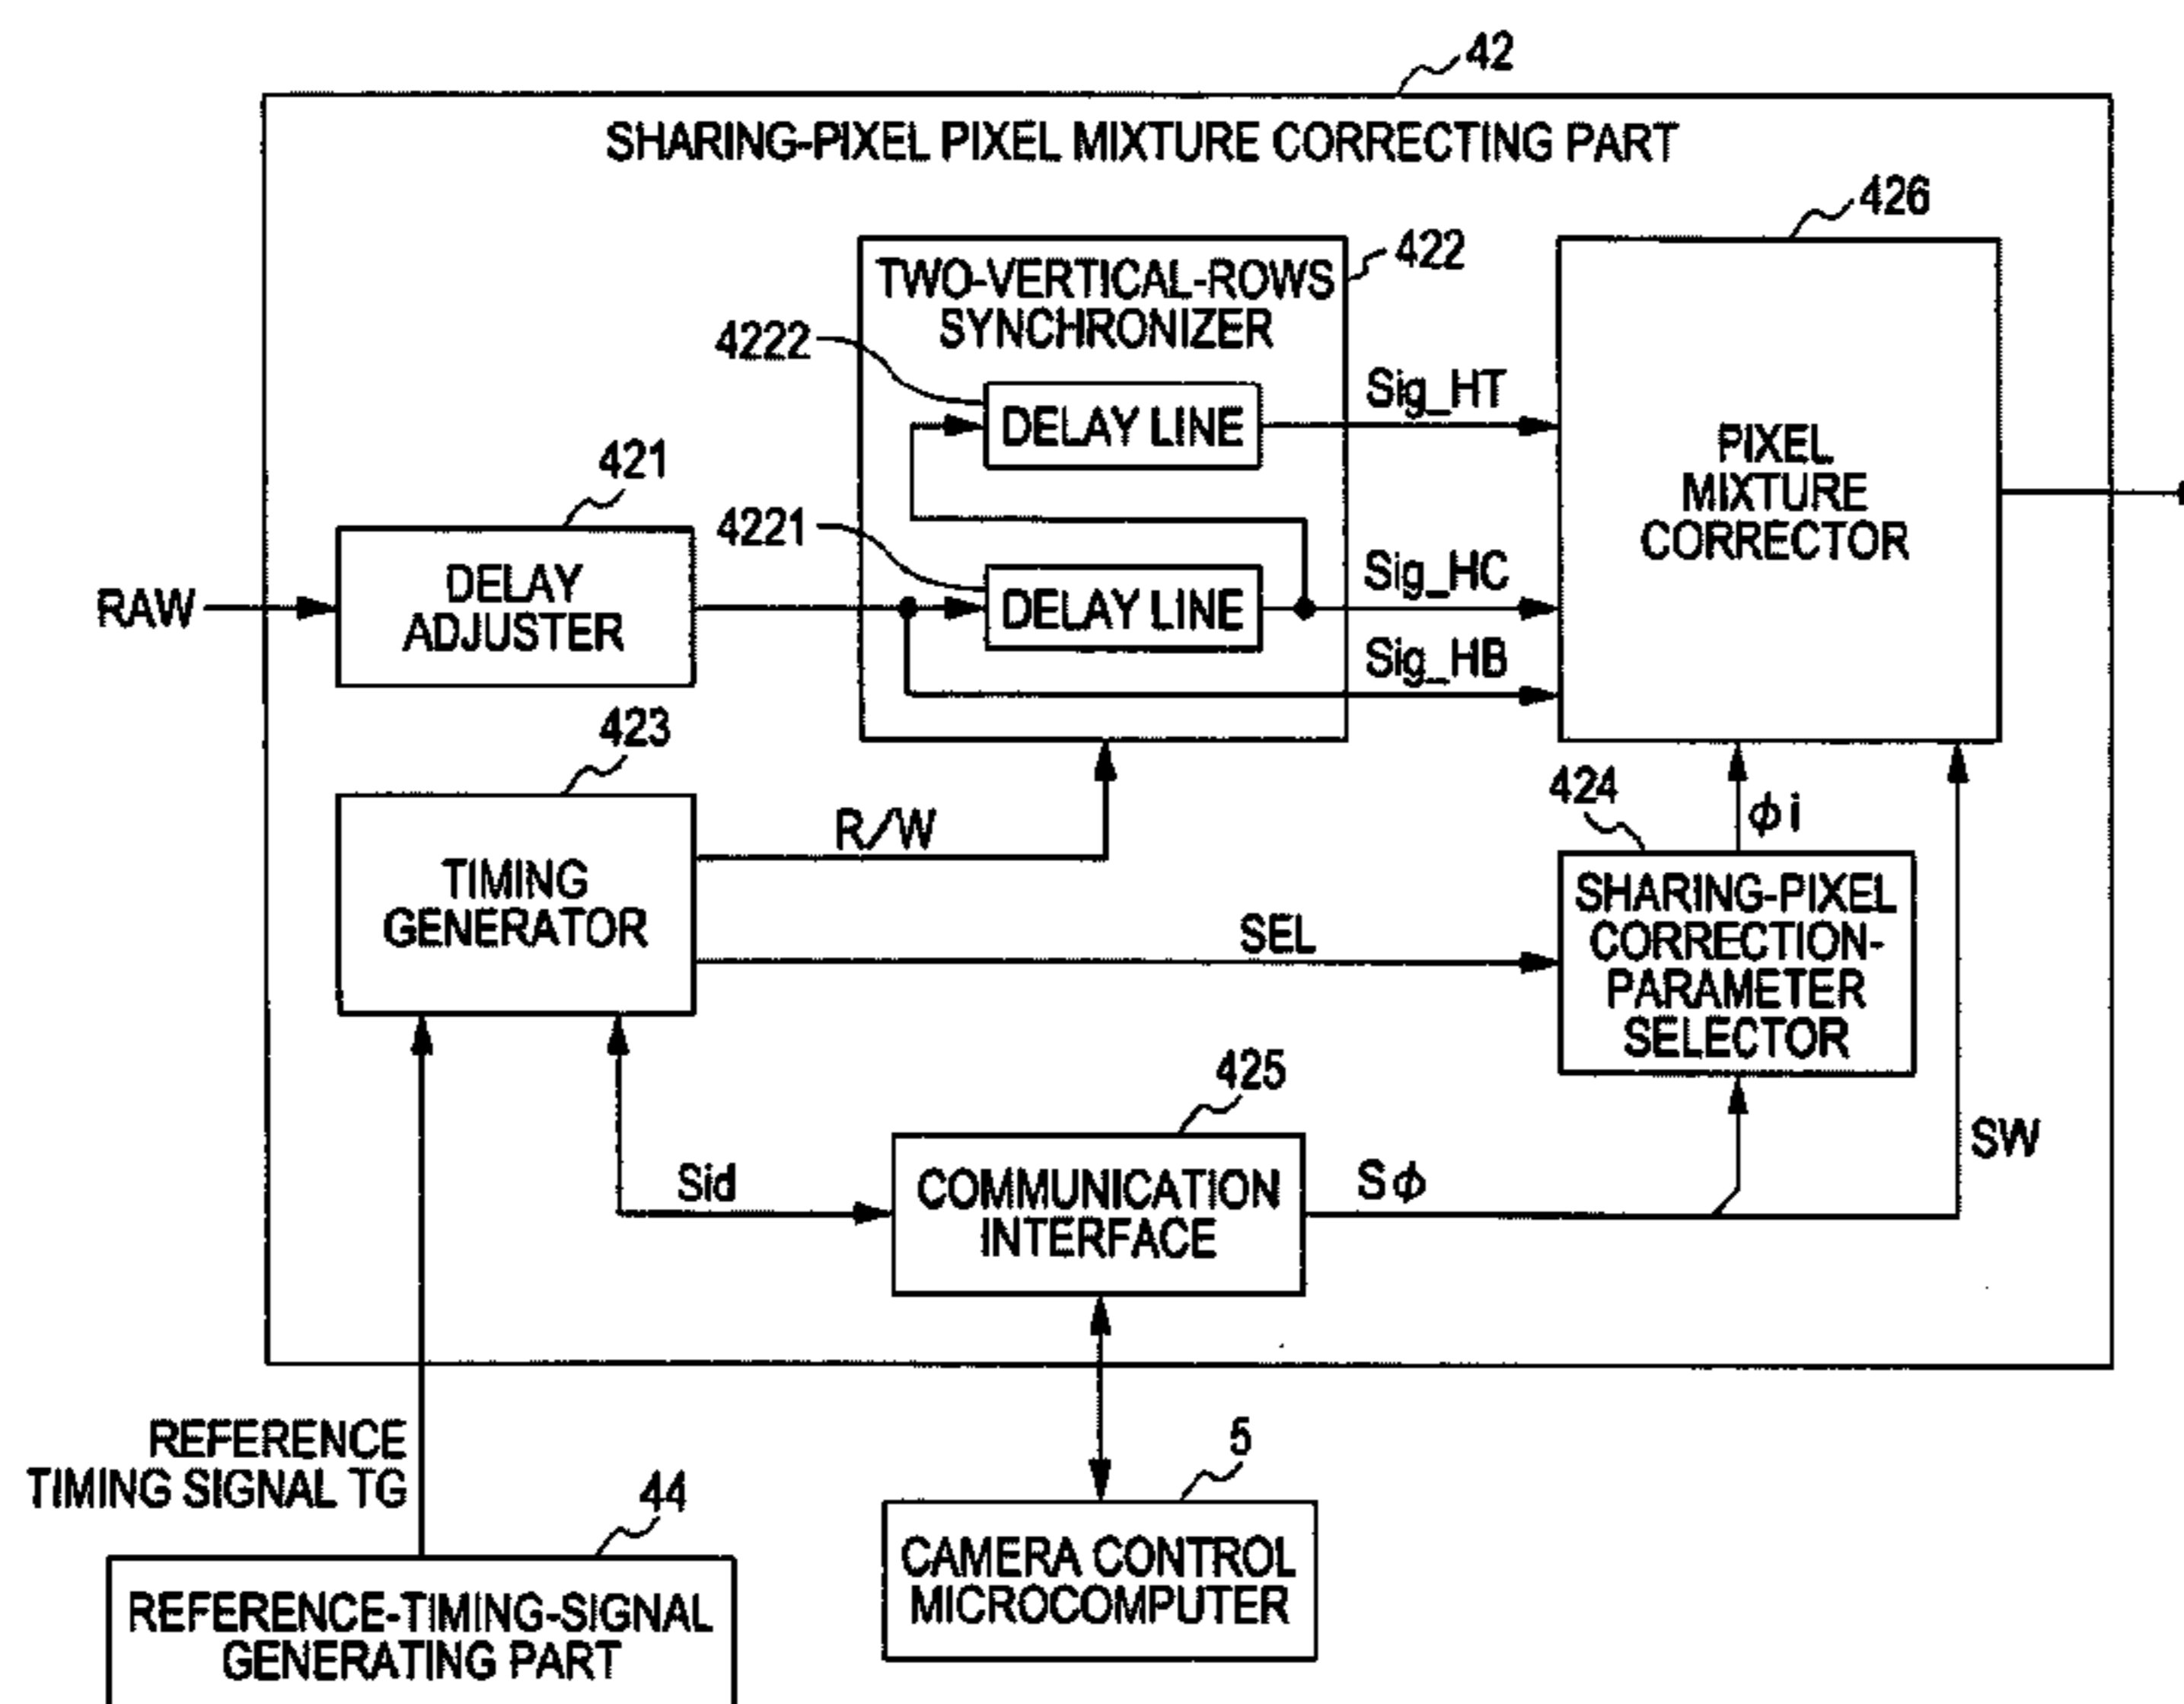 42
SHARING-PIXEL PIXEL MIXTURE CORRECTING PART
426
422
TWO-VERTICAL-ROWS
SYNCHRONIZER
4222
DELAY LINE
Sig_HT
PIXEL
MIXTURE
CORRECTOR
421
4221
DELAY
ADJUSTER
RAW
DELAY LINE
Sig_HC
Sig_HB
423
TIMING
GENERATOR
R/W
SEL
424
ϕi
SHARING-PIXEL
CORRECTION-
PARAMETER
SELECTOR
425
Sid
COMMUNICATION
INTERFACE
Sϕ
SW
REFERENCE
TIMING SIGNAL TG
44
REFERENCE-TIMING-SIGNAL
GENERATING PART
5
CAMERA CONTROL
MICROCOMPUTER